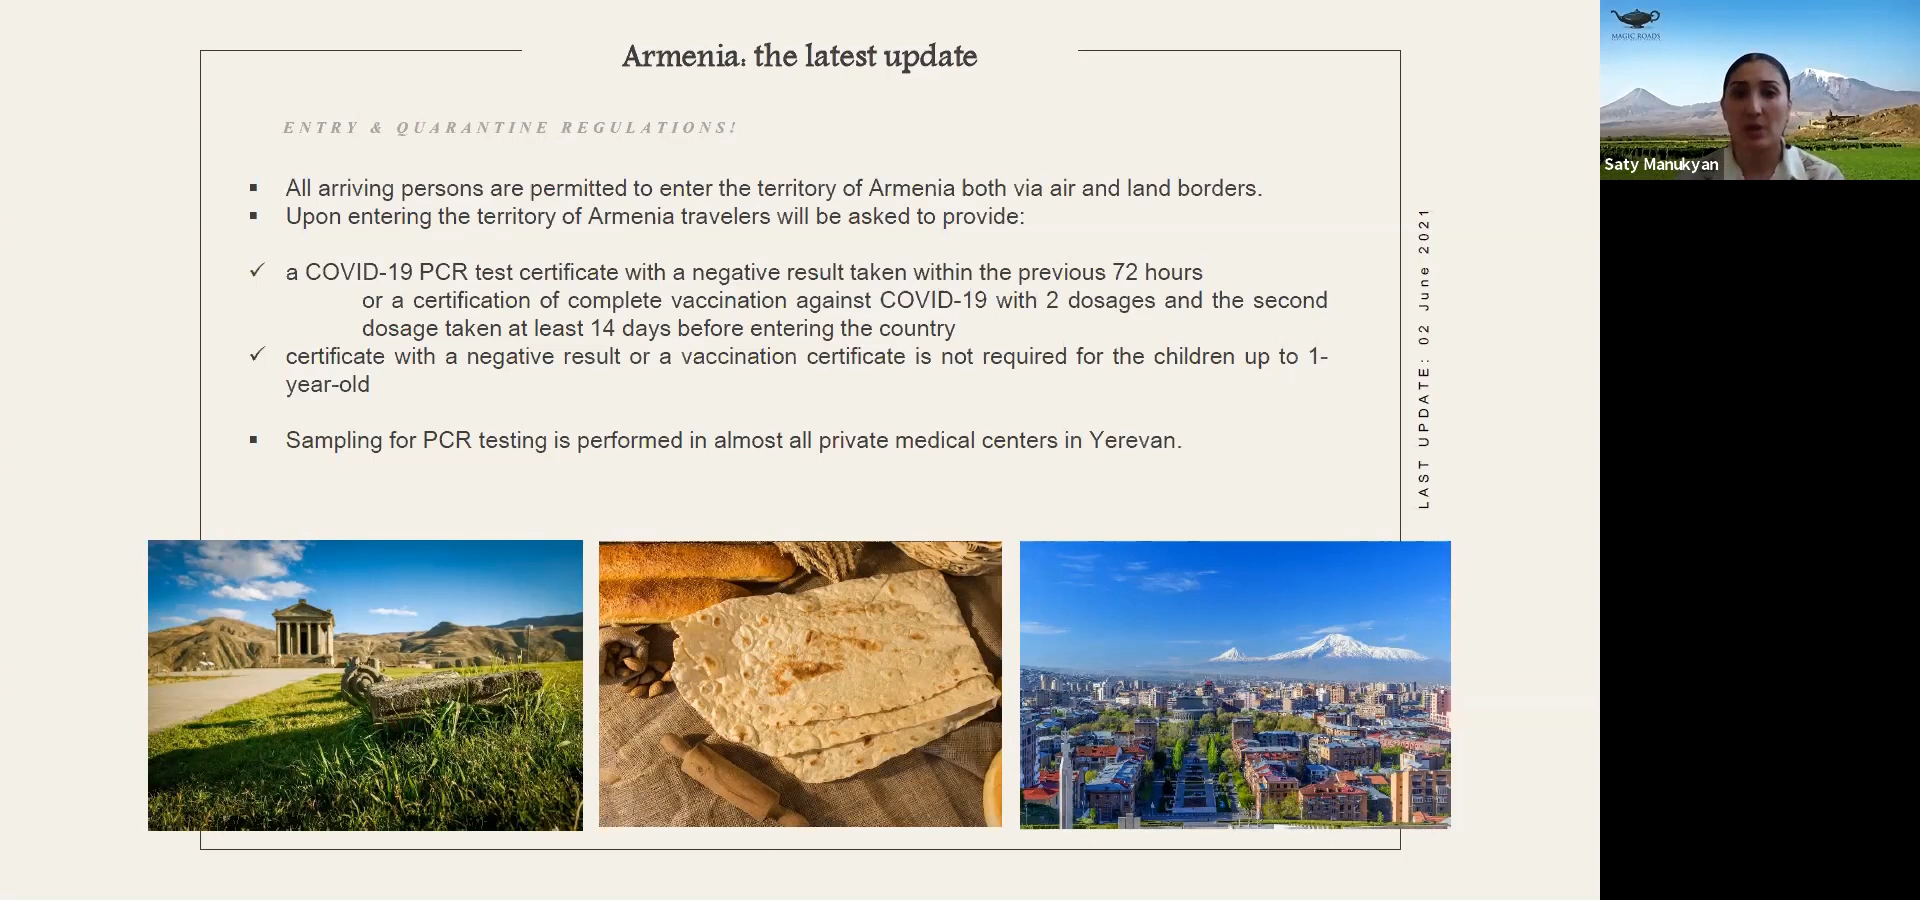 Armenia: the latest update
ENTRY & QUARANTINE REGULATIONS!
▪ All arriving persons are permitted to enter the territory of Armenia both via air and land borders.
▪ Upon entering the territory of Armenia travelers will be asked to provide:
✓ a COVID-19 PCR test certificate with a negative result taken within the previous 72 hours
or a certification of complete vaccination against COVID-19 with 2 dosages and the second
dosage taken at least 14 days before entering the country
✓ certificate with a negative result or a vaccination certificate is not required for the children up to 1-
year-old
▪ Sampling for PCR testing is performed in almost all private medical centers in Yerevan.
LAST UPDATE: 02 June 2021
MAGIC ROADS
Saty Manukyan